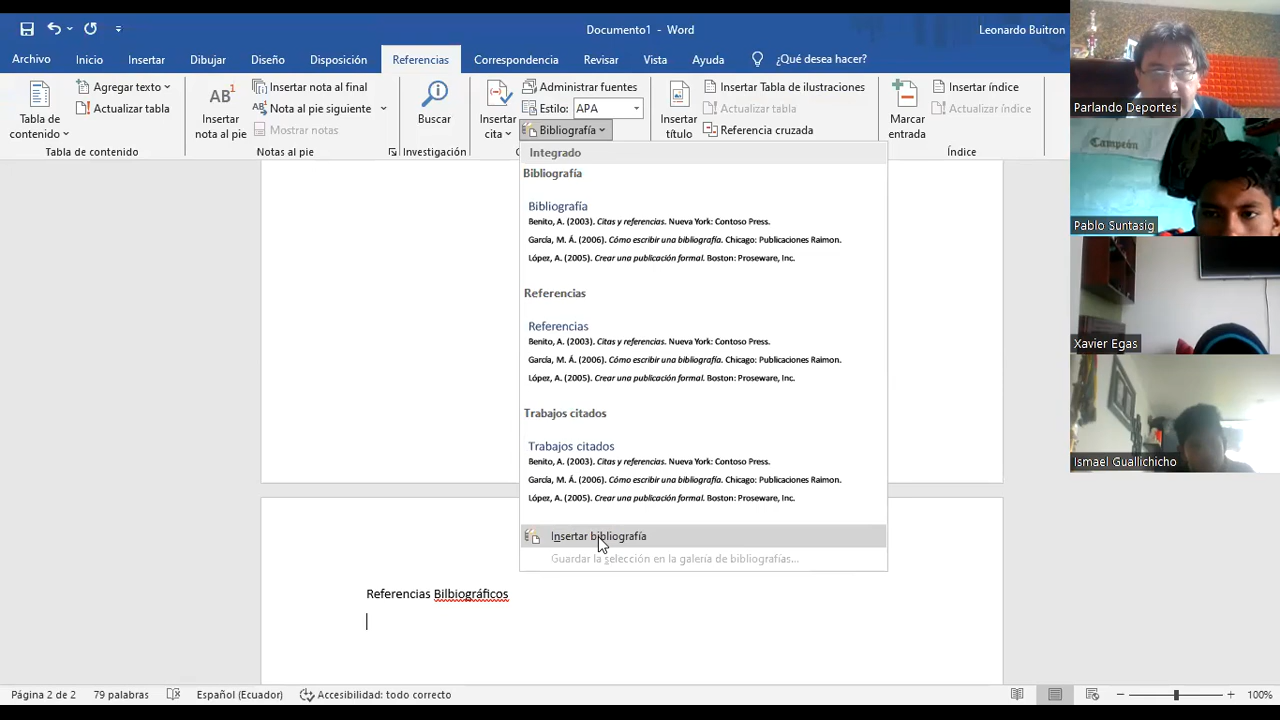 Documento1 - Word
Leonardo Buitron
Archivo Inicio Insertar Dibujar Diseño Disposición Referencias Correspondencia Revisar Vista Ayuda ¿Qué desea hacer?
Tabla de contenido
Agregar texto
Actualizar tabla
Tabla de contenido
AB1
Insertar nota al pie
Insertar nota al final
Nota al pie siguiente
Mostrar notas
Notas al pie
Buscar
Investigación
Insertar cita
Administrar fuentes
Estilo: APA
Bibliografía
Insertar título
Insertar Tabla de ilustraciones
Actualizar tabla
Referencia cruzada
Marcar entrada
Insertar índice
Actualizar índice
Índice
Integrado
Bibliografía
Bibliografía
Benito, A. (2003). Citas y referencias. Nueva York: Contoso Press.
García, M. Á. (2006). Cómo escribir una bibliografía. Chicago: Publicaciones Raimon.
López, A. (2005). Crear una publicación formal. Boston: Proseware, Inc.
Referencias
Referencias
Benito, A. (2003). Citas y referencias. Nueva York: Contoso Press.
García, M. Á. (2006). Cómo escribir una bibliografía. Chicago: Publicaciones Raimon.
López, A. (2005). Crear una publicación formal. Boston: Proseware, Inc.
Trabajos citados
Trabajos citados
Benito, A. (2003). Citas y referencias. Nueva York: Contoso Press.
García, M. Á. (2006). Cómo escribir una bibliografía. Chicago: Publicaciones Raimon.
López, A. (2005). Crear una publicación formal. Boston: Proseware, Inc.
Insertar bibliografía
Guardar la selección en la galería de bibliografías...
Referencias Bilbiográficos
Página 2 de 2 79 palabras Español (Ecuador) Accesibilidad: todo correcto 100%
Parlando Deportes
Campeón
Pablo Suntasig
Xavier Egas
Ismael Guallichicho